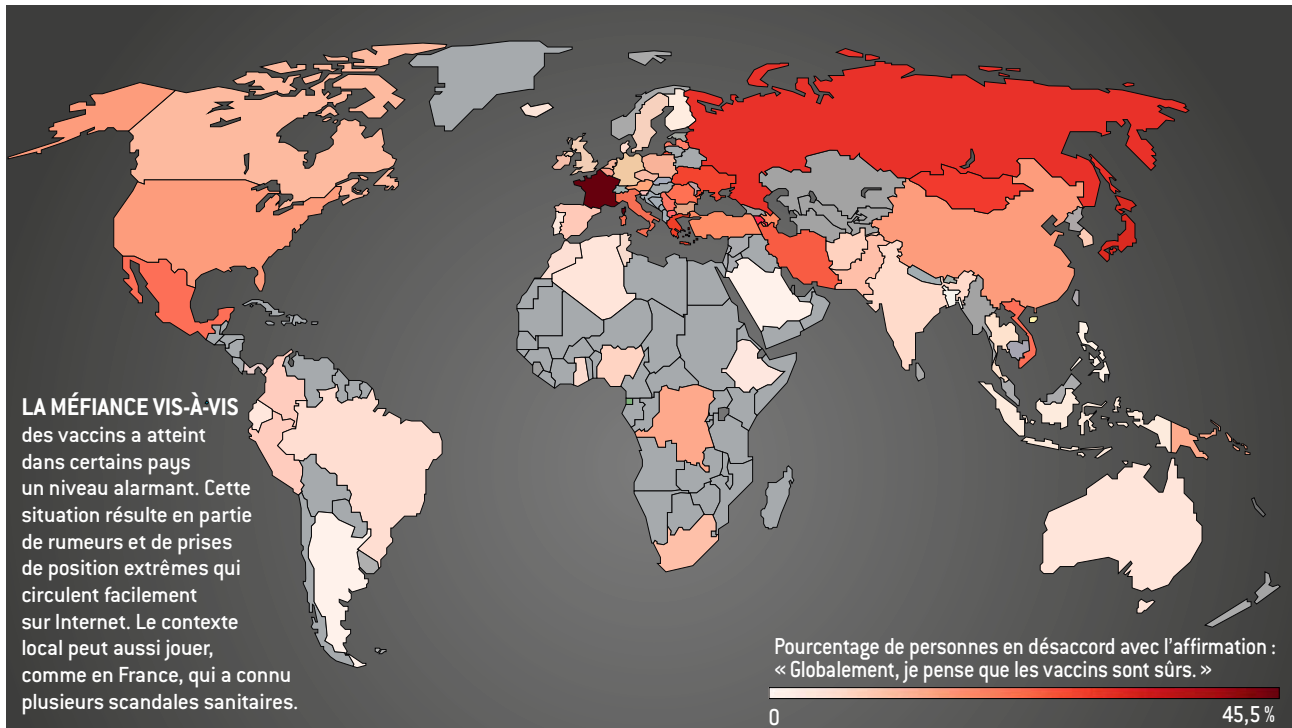 LA MÉFIANCE VIS-À-VIS
des vaccins a atteint
dans certains pays
un niveau alarmant. Cette
situation résulte en partie
de rumeurs et de prises
de position extrêmes qui
circulent facilement
sur Internet. Le contexte
local peut aussi jouer,
comme en France, qui a connu
plusieurs scandales sanitaires.
Pourcentage de personnes en désaccord avec l’affirmation :
« Globalement, je pense que les vaccins sont sûrs. »
0
45,5 %